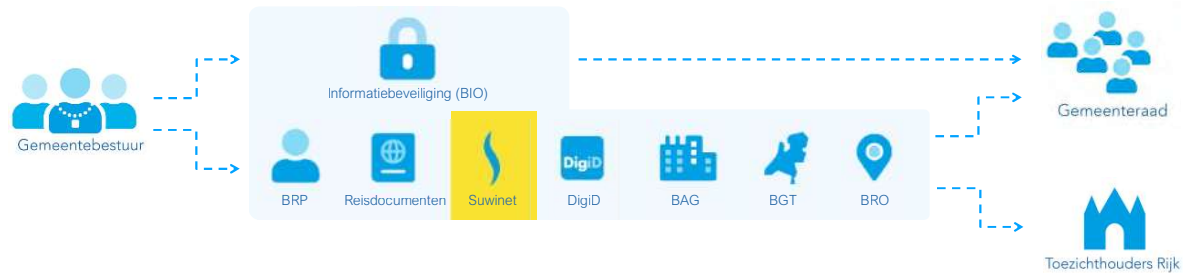 Gemeentebestuur
Informatiebeveiliging (BIO)
BRP
Reisdocumenten
Suwinet
DigiD
DigiD
BAG
BGT
BRO
Gemeenteraad
Toezichthouders Rijk